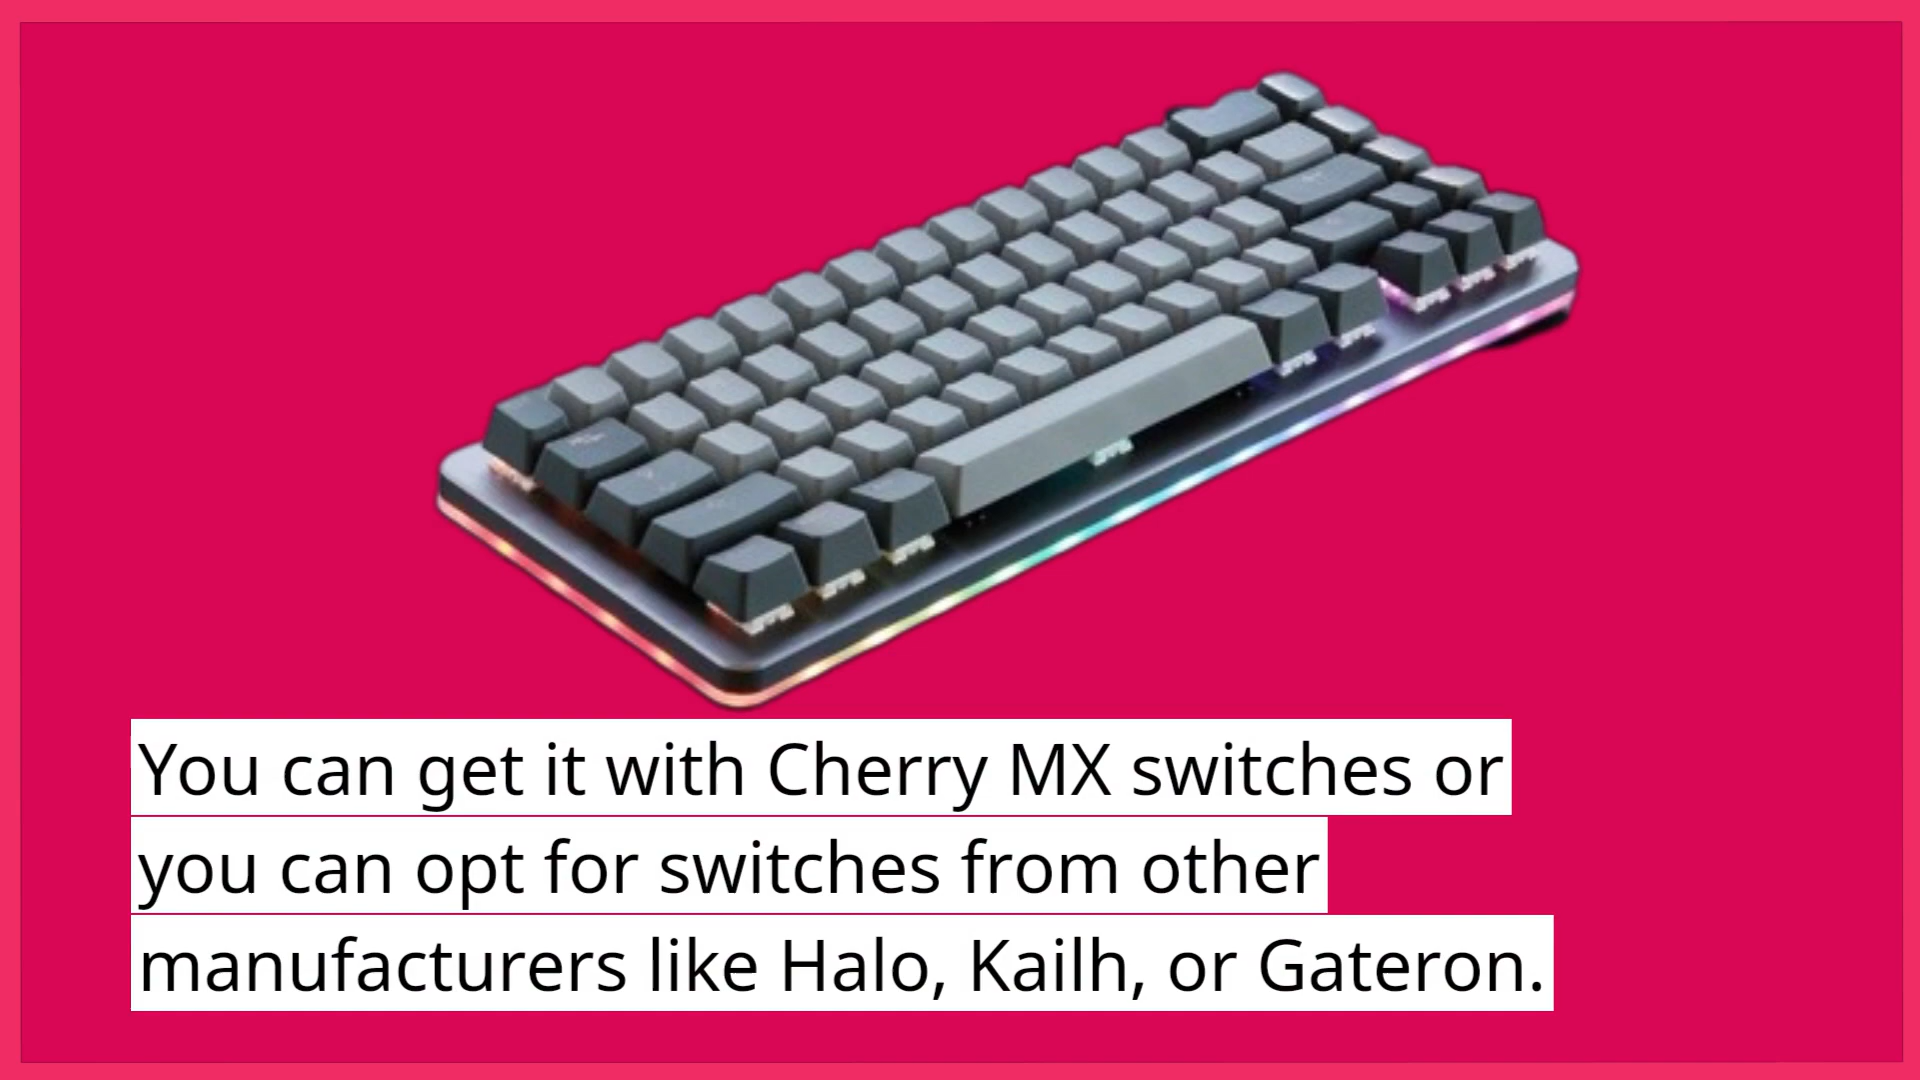 You can get it with Cherry MX switches or
you can opt for switches from other
manufacturers like Halo, Kailh, or Gateron.